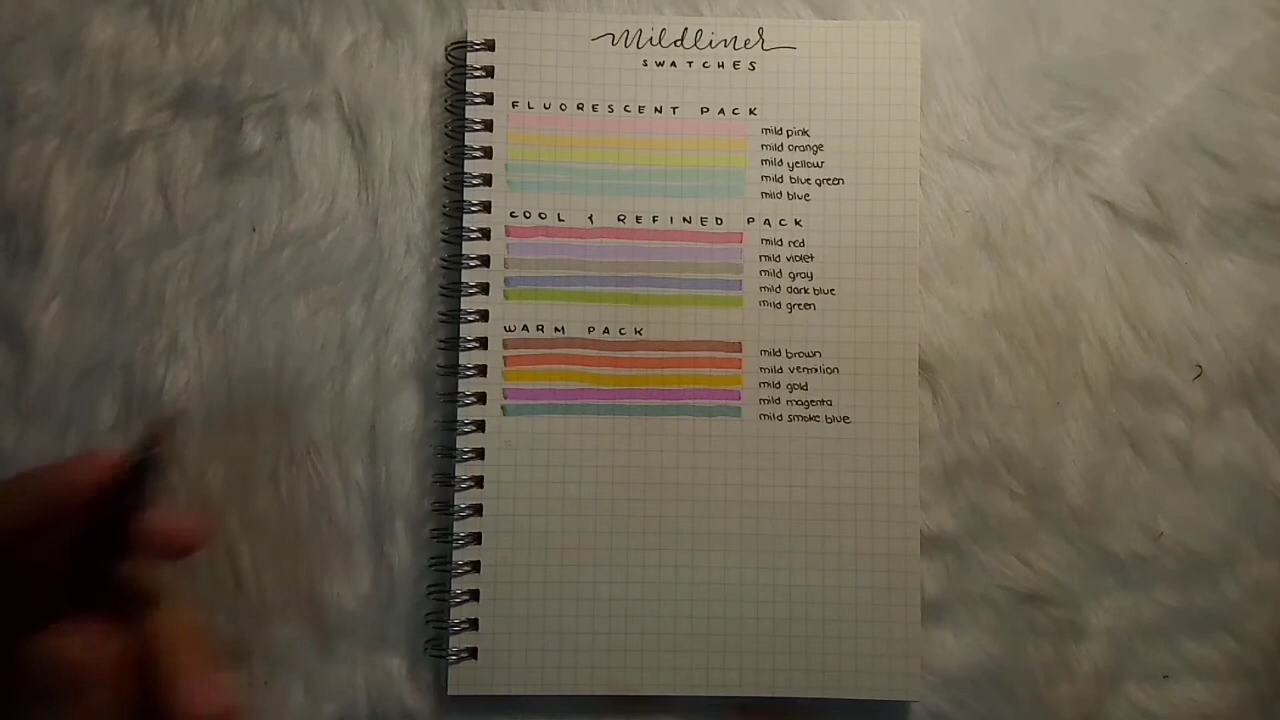 Mildliner
SWATCHES
FLUORESCENT PACK
mild pink
mild orange
mild yellow
mild blue green
mild blue
COOL & REFINED PACK
mild red
mild violet
mild gray
mild dark blue
mild green
WARM PACK
mild brown
mild vermilion
mild gold
mild magenta
mild smoke blue